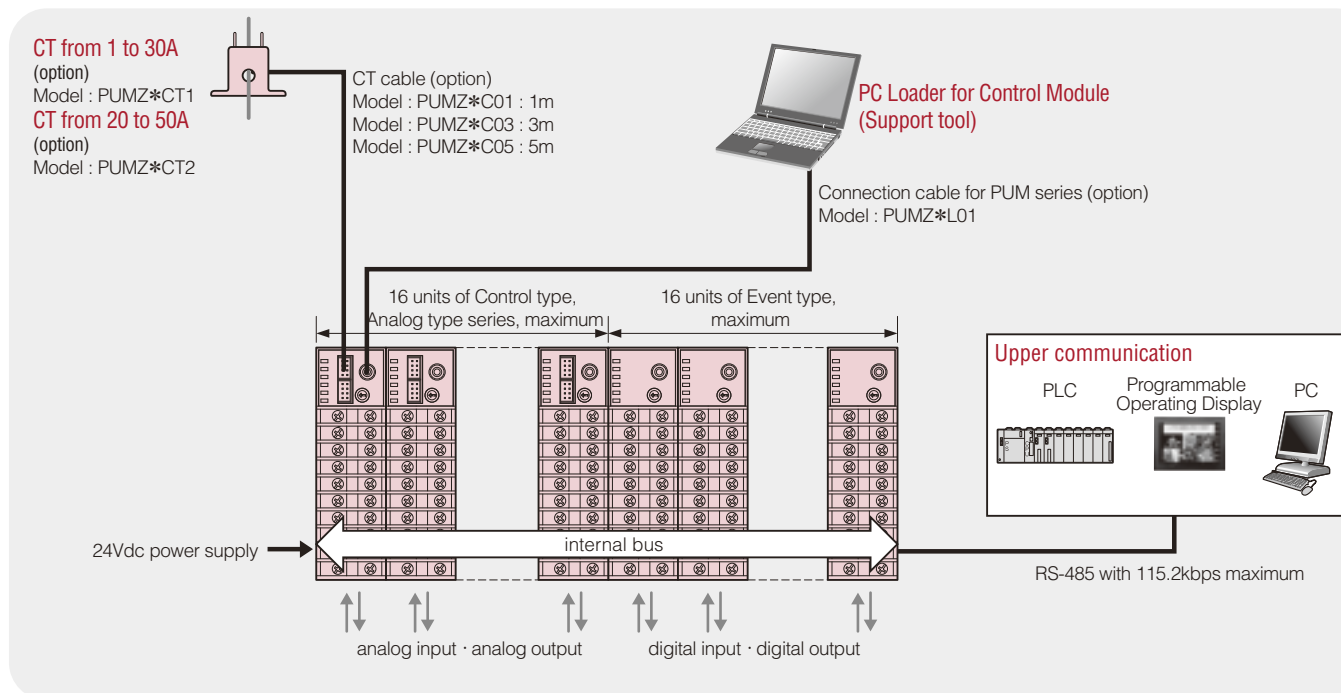 CT from 1 to 30A
(option)
Model : PUMZ✱CT1
CT from 20 to 50A
(option)
Model : PUMZ✱CT2
CT cable (option)
Model : PUMZ✱C01 : 1m
Model : PUMZ✱C03 : 3m
Model : PUMZ✱C05 : 5m
PC Loader for Control Module
(Support tool)
Connection cable for PUM series (option)
Model : PUMZ✱L01
16 units of Control type,
Analog type series, maximum
16 units of Event type,
maximum
Upper communication
PLC
Programmable
Operating Display
PC
24Vdc power supply
internal bus
RS-485 with 115.2kbps maximum
analog input · analog output
digital input · digital output